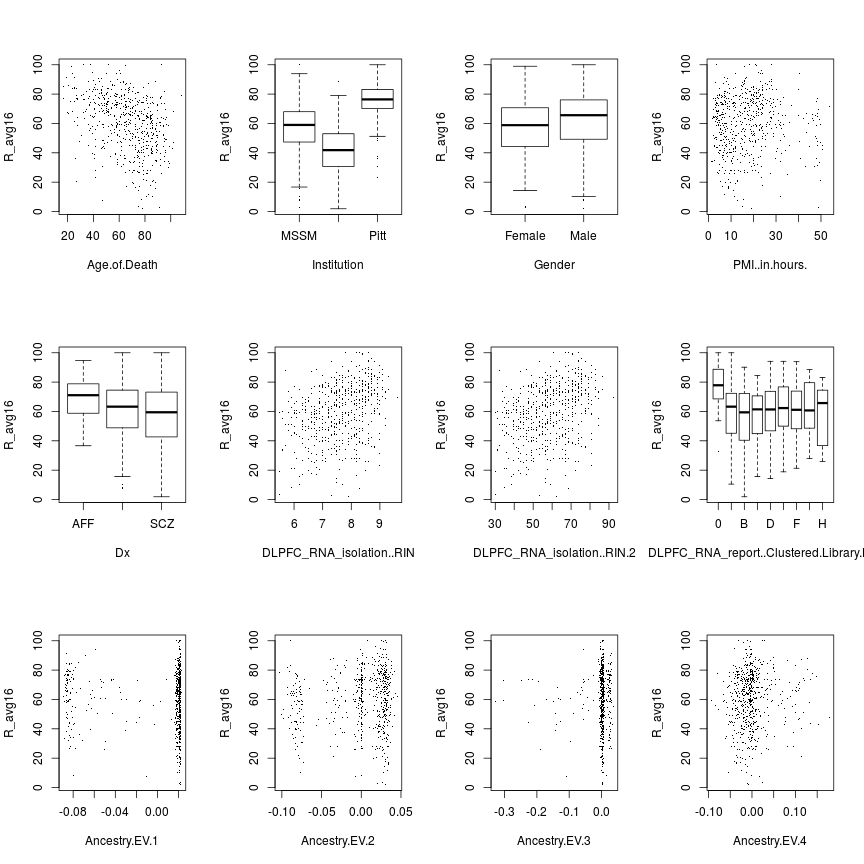 R_avg16
0 20 40 60 80 100
20 40 60 80
Age.of.Death
R_avg16
0 20 40 60 80 100
MSSM Pitt
Institution
R_avg16
0 20 40 60 80 100
Female Male
Gender
R_avg16
0 20 40 60 80 100
0 10 30 50
PMI..in.hours.
R_avg16
0 20 40 60 80 100
AFF SCZ
Dx
R_avg16
0 20 40 60 80 100
6 7 8 9
DLPFC_RNA_isolation..RIN
R_avg16
0 20 40 60 80 100
30 50 70 90
DLPFC_RNA_isolation..RIN.2
R_avg16
0 20 40 60 80 100
0 B D F H
DLPFC_RNA_report..Clustered.Library.
R_avg16
0 20 40 60 80 100
-0.08 -0.04 0.00
Ancestry.EV.1
R_avg16
0 20 40 60 80 100
-0.10 -0.05 0.00 0.05
Ancestry.EV.2
R_avg16
0 20 40 60 80 100
-0.3 -0.2 -0.1 0.0
Ancestry.EV.3
R_avg16
0 20 40 60 80 100
-0.10 0.00 0.10
Ancestry.EV.4